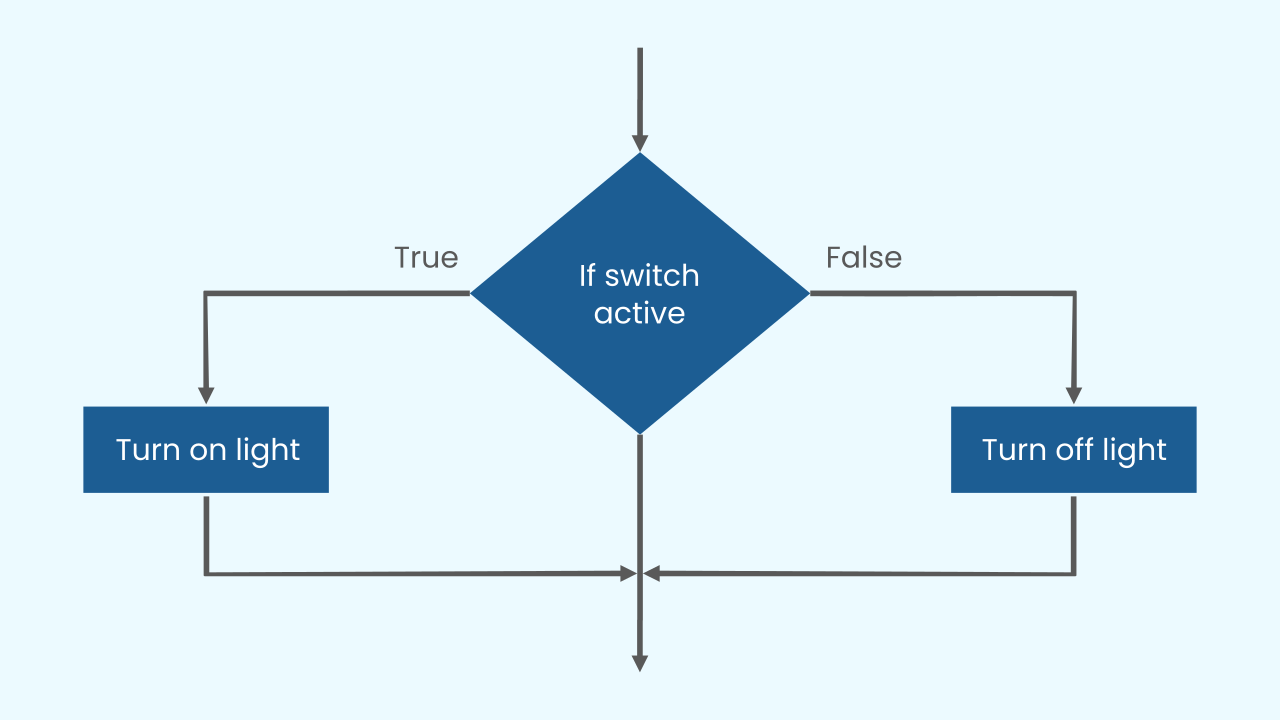 True
False
If switch
active
Turn on light
Turn off light